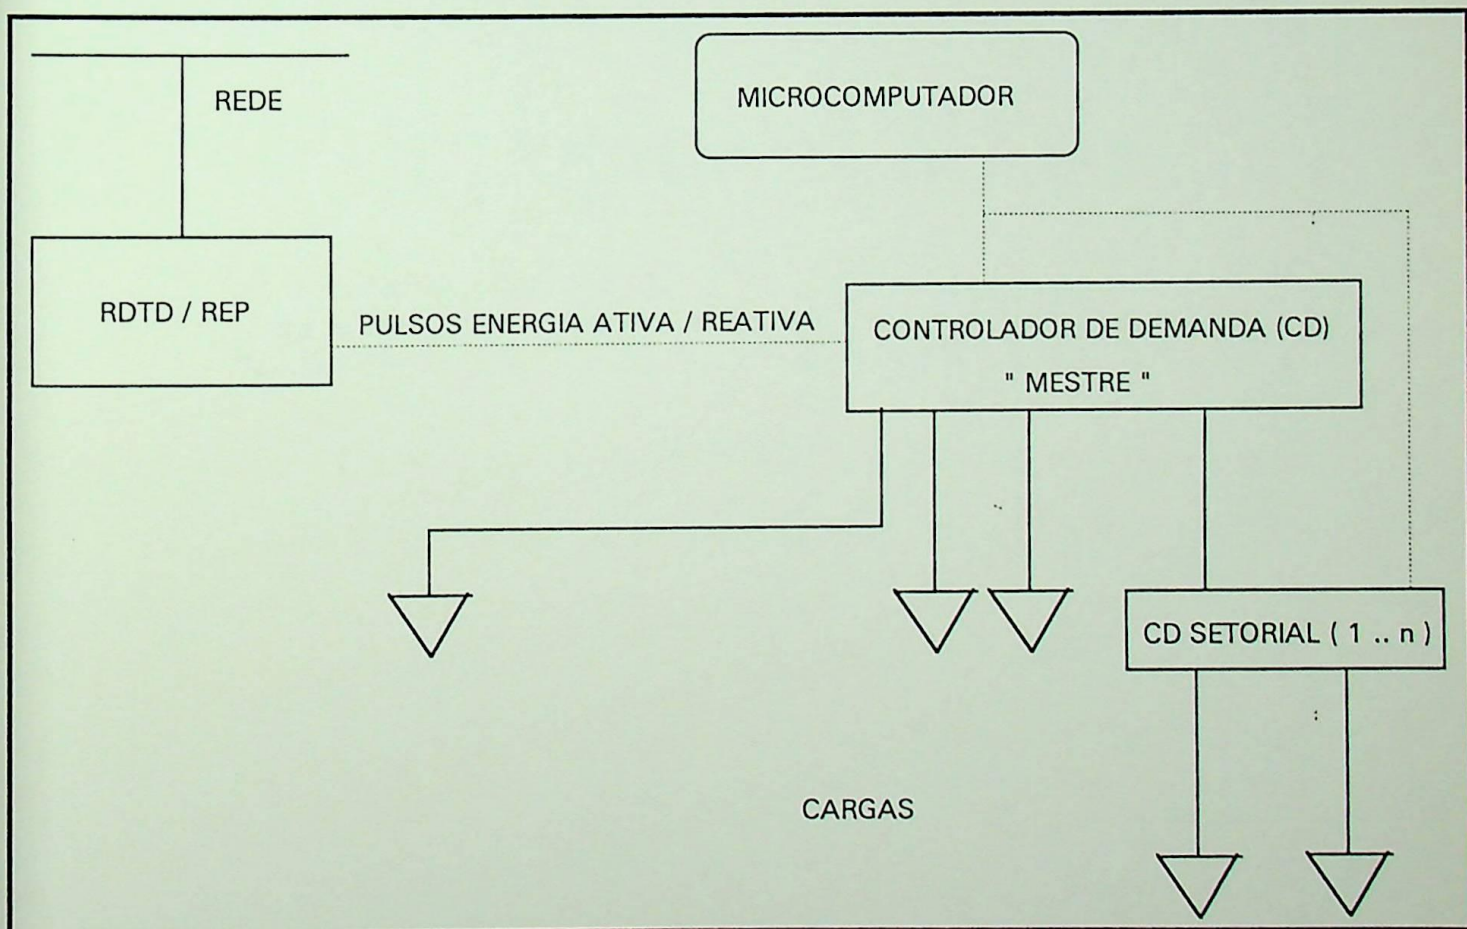 REDE
MICROCOMPUTADOR
RDTD / REP
PULSOS ENERGIA ATIVA / REATIVA
CONTROLADOR DE DEMANDA (CD)
" MESTRE "
CD SETORIAL ( 1 .. n )
CARGAS